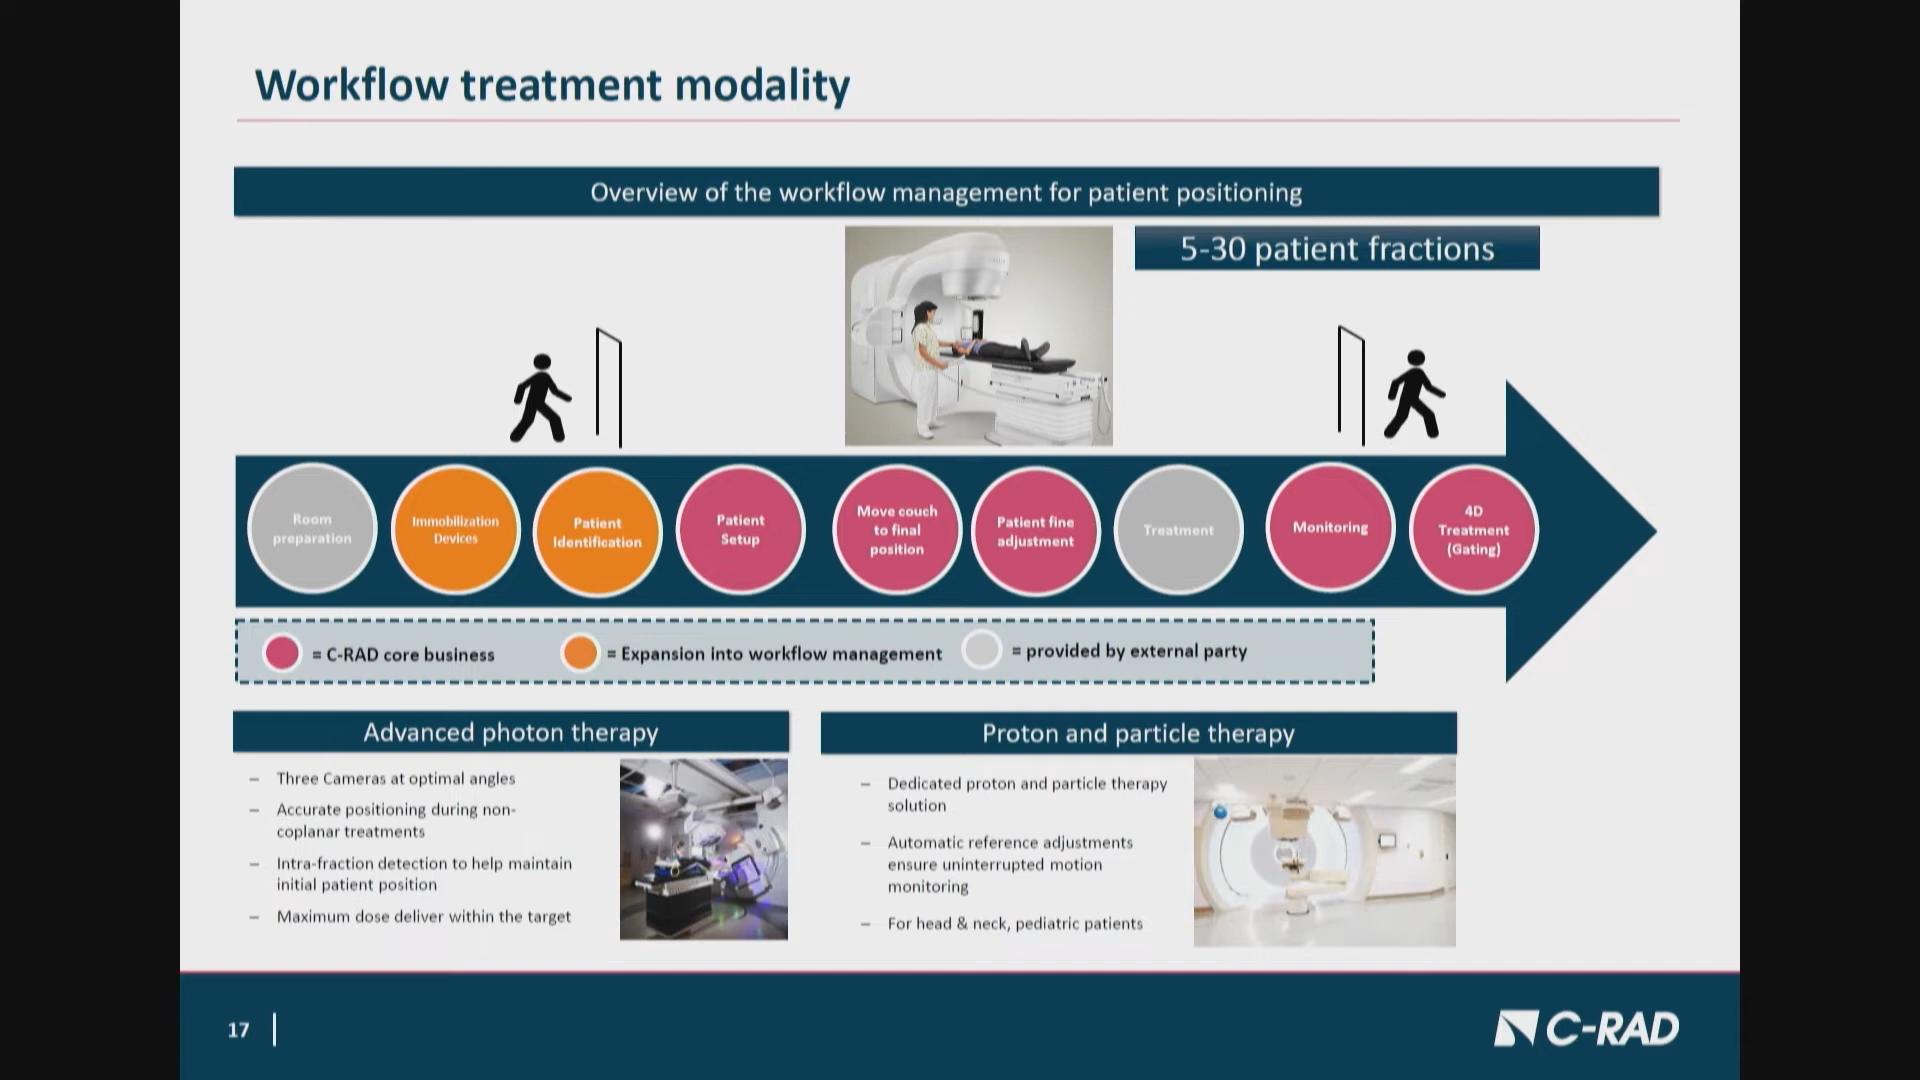 Workflow treatment modality
Overview of the workflow management for patient positioning
5-30 patient fractions
Room
preparation
Immobilization
Devices
Patient
Identification
Patient
Setup
Move couch
to final
position
Patient fine
adjustment
Treatment
Monitoring
4D
Treatment
(Gating)
= C-RAD core business
= Expansion into workflow management
= provided by external party
Advanced photon therapy
– Three Cameras at optimal angles
– Accurate positioning during non-
coplanar treatments
– Intra-fraction detection to help maintain
initial patient position
– Maximum dose deliver within the target
Proton and particle therapy
– Dedicated proton and particle therapy
solution
– Automatic reference adjustments
ensure uninterrupted motion
monitoring
– For head & neck, pediatric patients
17
C-RAD